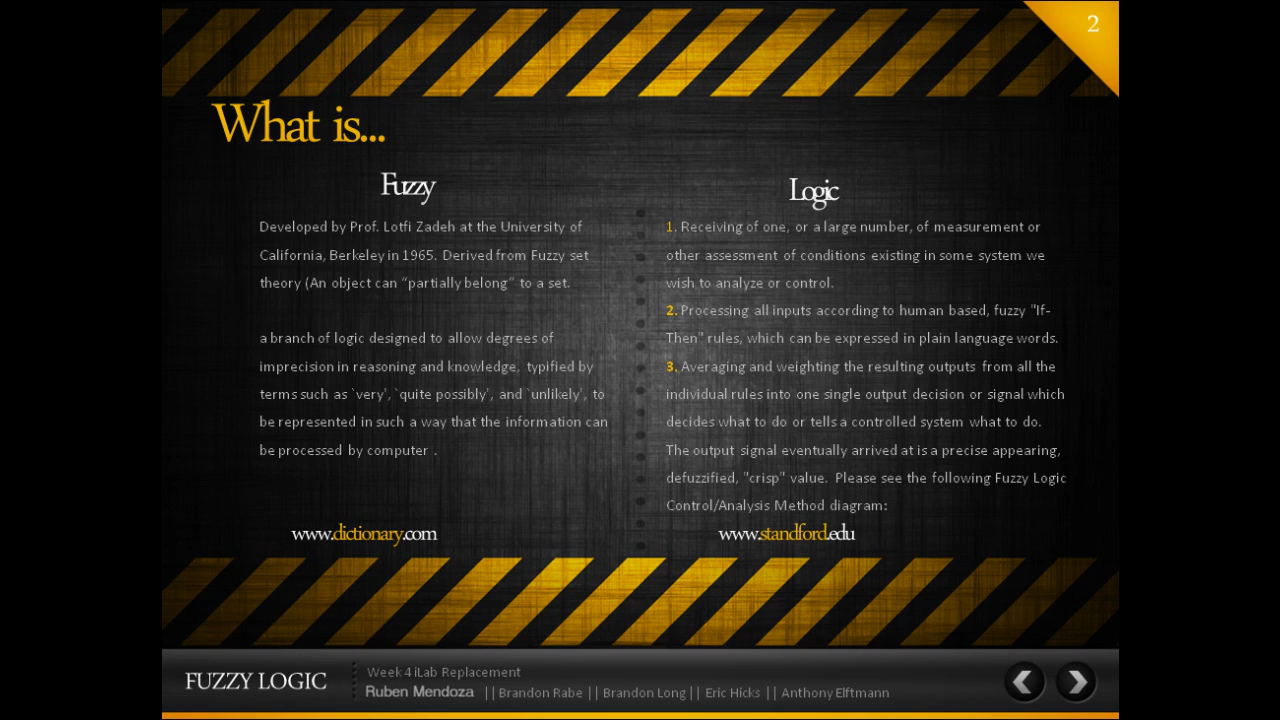 2
What is...
Fuzzy
Developed by Prof. Lotfi Zadeh at the University of
California, Berkeley in 1965. Derived from Fuzzy set
theory (An object can “partially belong” to a set.
a branch of logic designed to allow degrees of
imprecision in reasoning and knowledge, typified by
terms such as `very', `quite possibly', and `unlikely', to
be represented in such a way that the information can
be processed by computer .
www.dictionary.com
Logic
1. Receiving of one, or a large number, of measurement or
other assessment of conditions existing in some system we
wish to analyze or control.
2. Processing all inputs according to human based, fuzzy "If-
Then" rules, which can be expressed in plain language words.
3. Averaging and weighting the resulting outputs from all the
individual rules into one single output decision or signal which
decides what to do or tells a controlled system what to do.
The output signal eventually arrived at is a precise appearing,
defuzzified, "crisp" value. Please see the following Fuzzy Logic
Control/Analysis Method diagram:
www.standford.edu
FUZZY LOGIC
Week 4 iLab Replacement
Ruben Mendoza || Brandon Rabe || Brandon Long || Eric Hicks || Anthony Elftmann